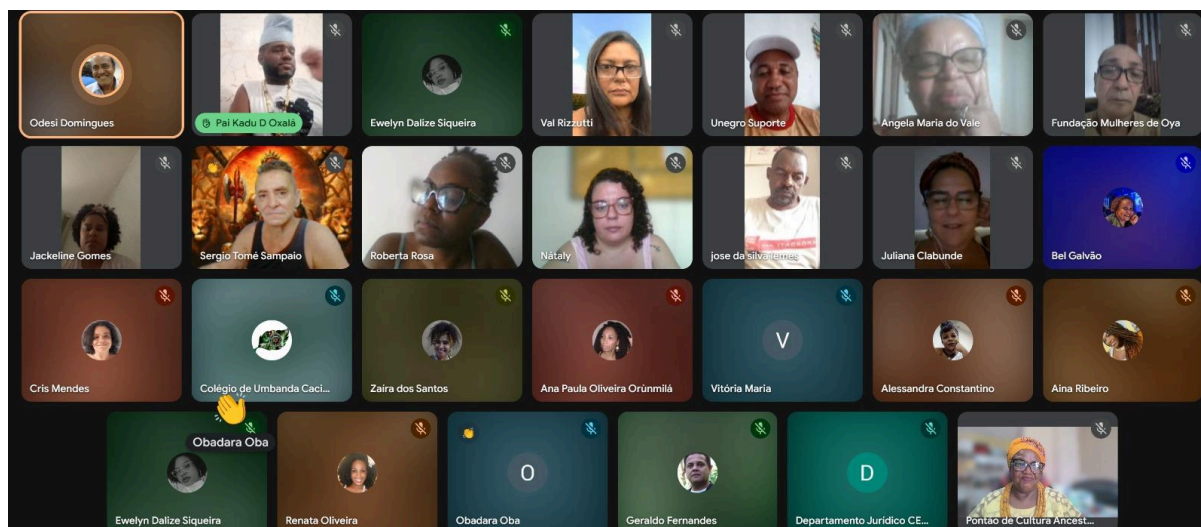 Odesi Domingues
Pai Kadu D Oxalá
Ewelyn Dalize Siqueira
Val Rizzutti
Unegro Suporte
Angela Maria do Vale
Fundação Mulheres de Oya
Jackeline Gomes
Sergio Tomé Sampaio
Roberta Rosa
Nátaly
jose da silva lemes
Juliana Clabunde
Bel Galvão
Cris Mendes
Colégio de Umbanda Caci...
Zaíra dos Santos
Ana Paula Oliveira Orùnmilá
V
Vitória Maria
Alessandra Constantino
Aina Ribeiro
Obadara Oba
Ewelyn Dalize Siqueira
Renata Oliveira
O
Obadara Oba
Geraldo Fernandes
D
Departamento Jurídico CE...
Pontão de Cultura Ancest...